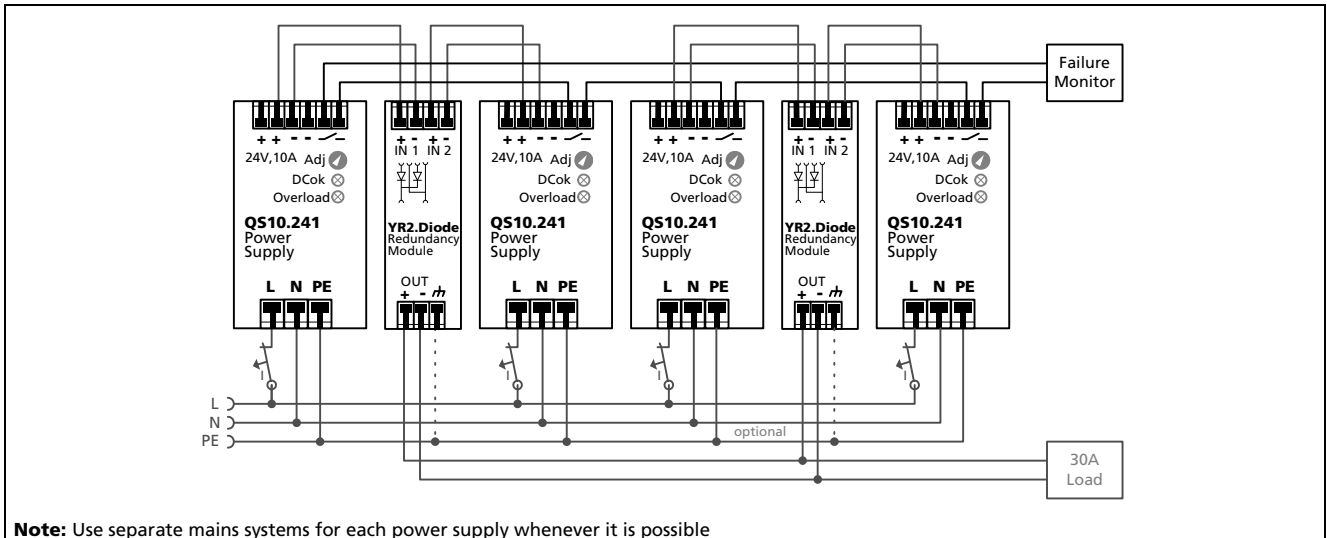 Failure
Monitor
+ + - -
24V,10A Adj
DCok
Overload
QS10.241
Power
Supply
L N PE
+ - + -
IN 1 IN 2
YR2.Diode
Redundancy
Module
OUT
+ -
+ + - -
24V,10A Adj
DCok
Overload
QS10.241
Power
Supply
L N PE
+ + - -
24V,10A Adj
DCok
Overload
QS10.241
Power
Supply
L N PE
+ - + -
IN 1 IN 2
YR2.Diode
Redundancy
Module
OUT
+ -
+ + - -
24V,10A Adj
DCok
Overload
QS10.241
Power
Supply
L N PE
I
I
I
I
L
N
PE
optional
30A
Load
Note: Use separate mains systems for each power supply whenever it is possible